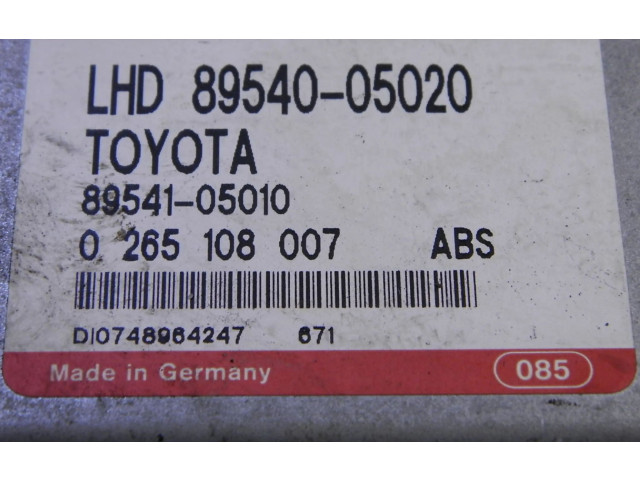 LHD 89540-05020
TOYOTA
89541-05010
0 265 108 007 ABS
DI0748964247 671
Made in Germany 085